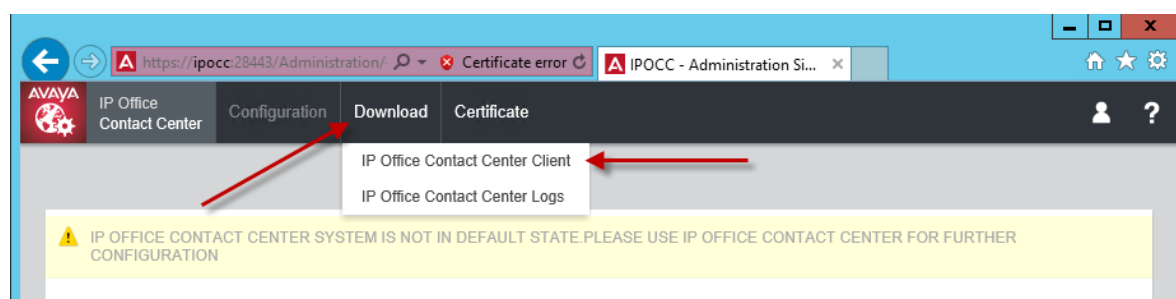 https://ipocc:28443/Administration/ Certificate error IPOCC - Administration Si...
AVAYA
IP Office
Contact Center
Configuration Download Certificate
?
IP Office Contact Center Client
IP Office Contact Center Logs
IP OFFICE CONTACT CENTER SYSTEM IS NOT IN DEFAULT STATE.PLEASE USE IP OFFICE CONTACT CENTER FOR FURTHER
CONFIGURATION